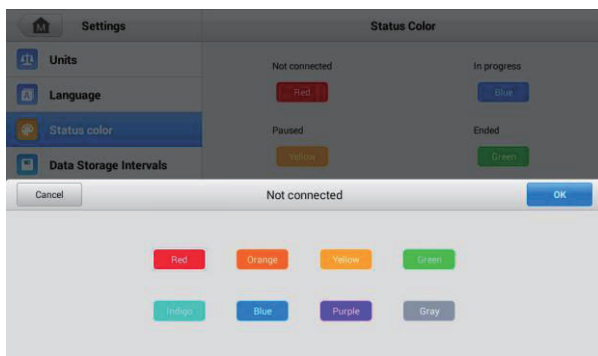 M
Settings
Status Color
Units
Not connected
In progress
A
Language
Red
Blue
Status color
Paused
Ended
Data Storage Intervals
Yellow
Green
Cancel
Not connected
OK
Red
Orange
Yellow
Green
Indigo
Blue
Purple
Gray